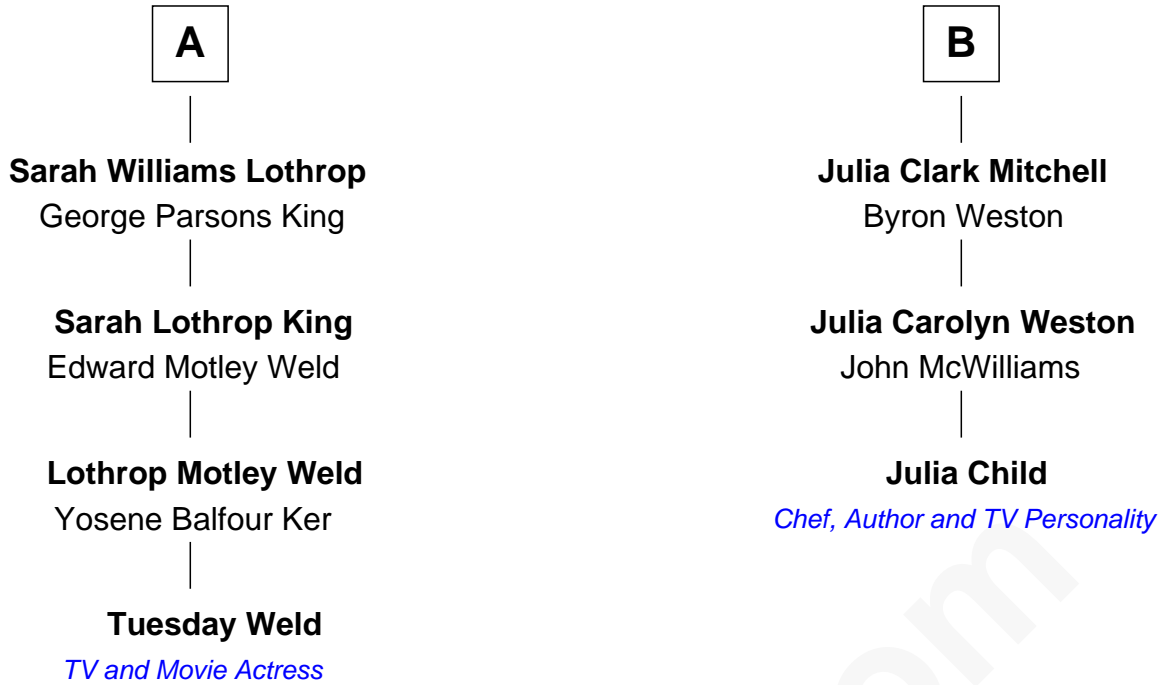 A
Sarah Williams Lothrop
George Parsons King
Sarah Lothrop King
Edward Motley Weld
Lothrop Motley Weld
Yosene Balfour Ker
Tuesday Weld
TV and Movie Actress
B
Julia Clark Mitchell
Byron Weston
Julia Carolyn Weston
John McWilliams
Julia Child
Chef, Author and TV Personality
om